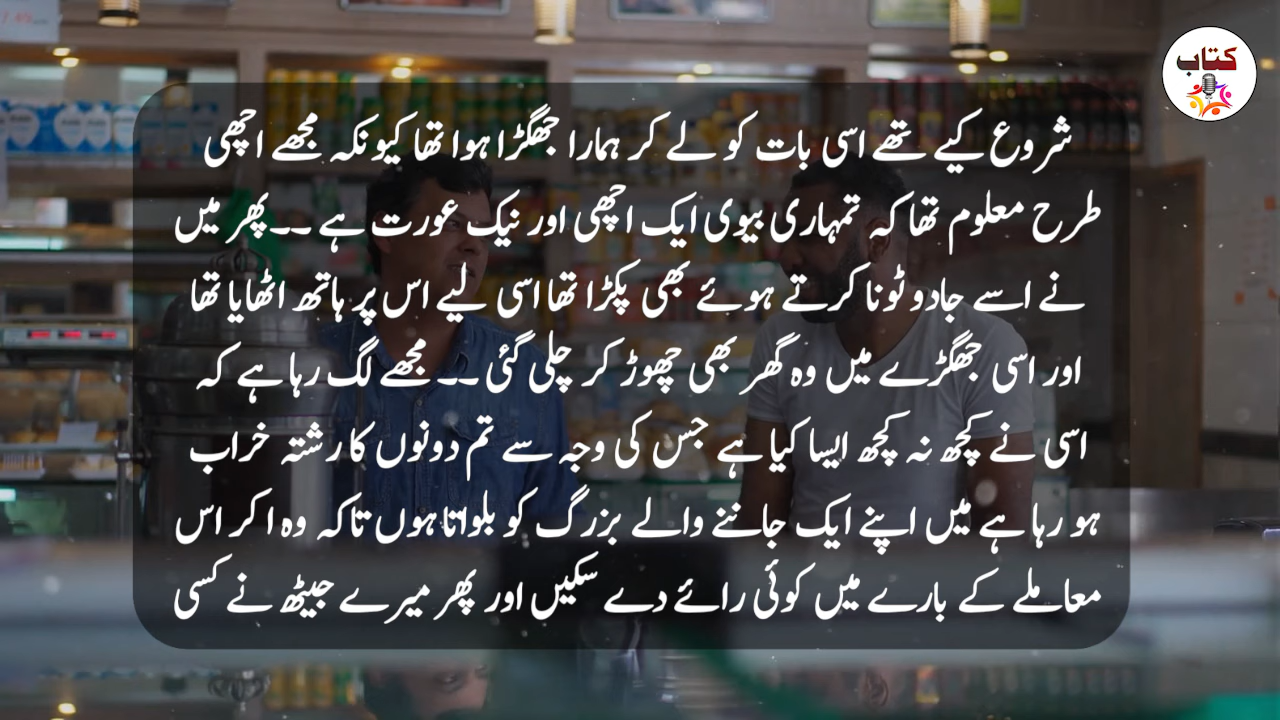 کتاب
شروع کیے تھے اسی بات کو لے کر ہمارا جھگڑا ہوا تھا کیونکہ مجھے اچھی
طرح معلوم تھا کہ تمہاری بیوی ایک اچھی اور نیک عورت ہے ۔۔پھر میں
نے اسے جادو ٹونا کرتے ہوئے بھی پکڑا تھا اسی لیے اس پر ہاتھ اٹھایا تھا
اور اسی جھگڑے میں وہ گھر بھی چھوڑ کر چلی گئی ۔۔ مجھے لگ رہا ہے کہ
اسی نے کچھ نہ کچھ ایسا کیا ہے جس کی وجہ سے تم دونوں کا رشتہ خراب
ہو رہا ہے میں اپنے ایک جاننے والے بزرگ کو بلواتا ہوں تاکہ وہ ا کر اس
معاملے کے بارے میں کوئی رائے دے سکیں اور پھر میرے جیٹھ نے کسی